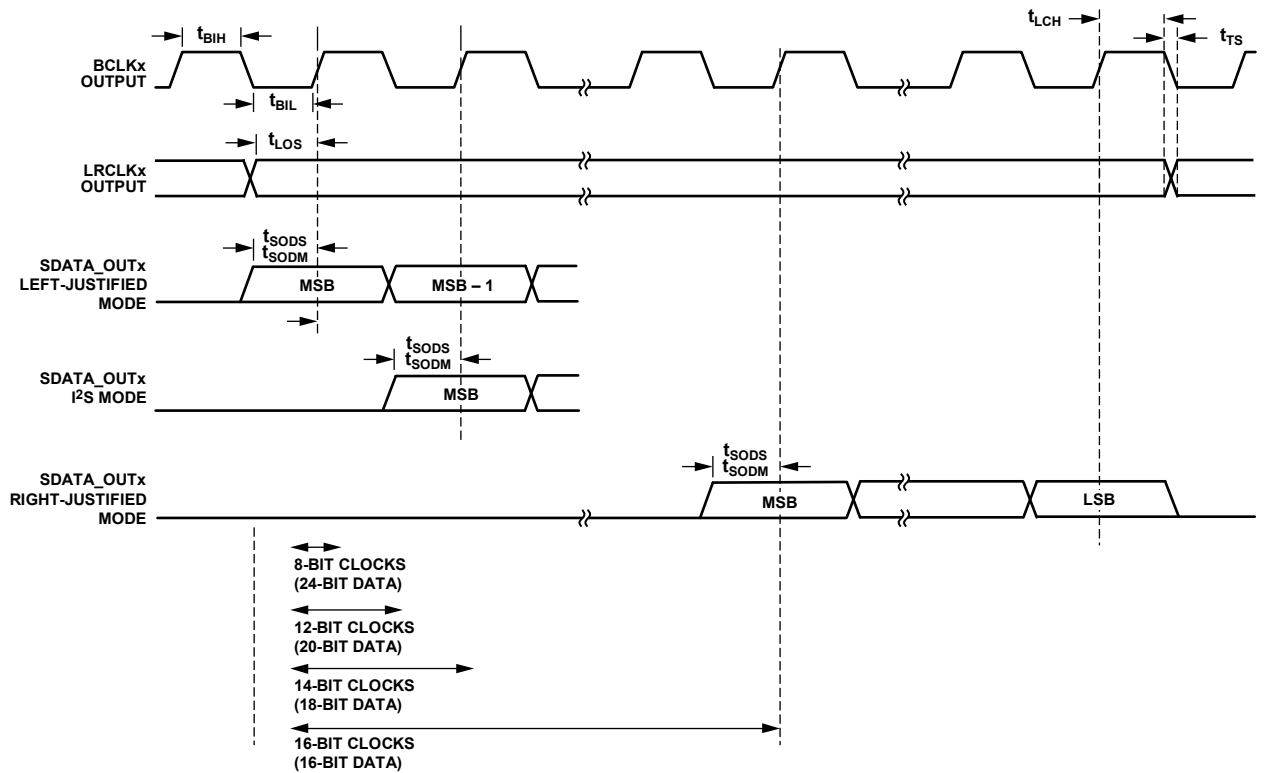 tBIH
tLCH
tTS
BCLKx
OUTPUT
tBIL
tLOS
LRCLKx
OUTPUT
tSODS
tSODM
SDATA_OUTx
LEFT-JUSTIFIED
MODE
MSB
MSB – 1
tSODS
tSODM
SDATA_OUTx
I2S MODE
MSB
tSODS
tSODM
SDATA_OUTx
RIGHT-JUSTIFIED
MODE
MSB
LSB
8-BIT CLOCKS
(24-BIT DATA)
12-BIT CLOCKS
(20-BIT DATA)
14-BIT CLOCKS
(18-BIT DATA)
16-BIT CLOCKS
(16-BIT DATA)